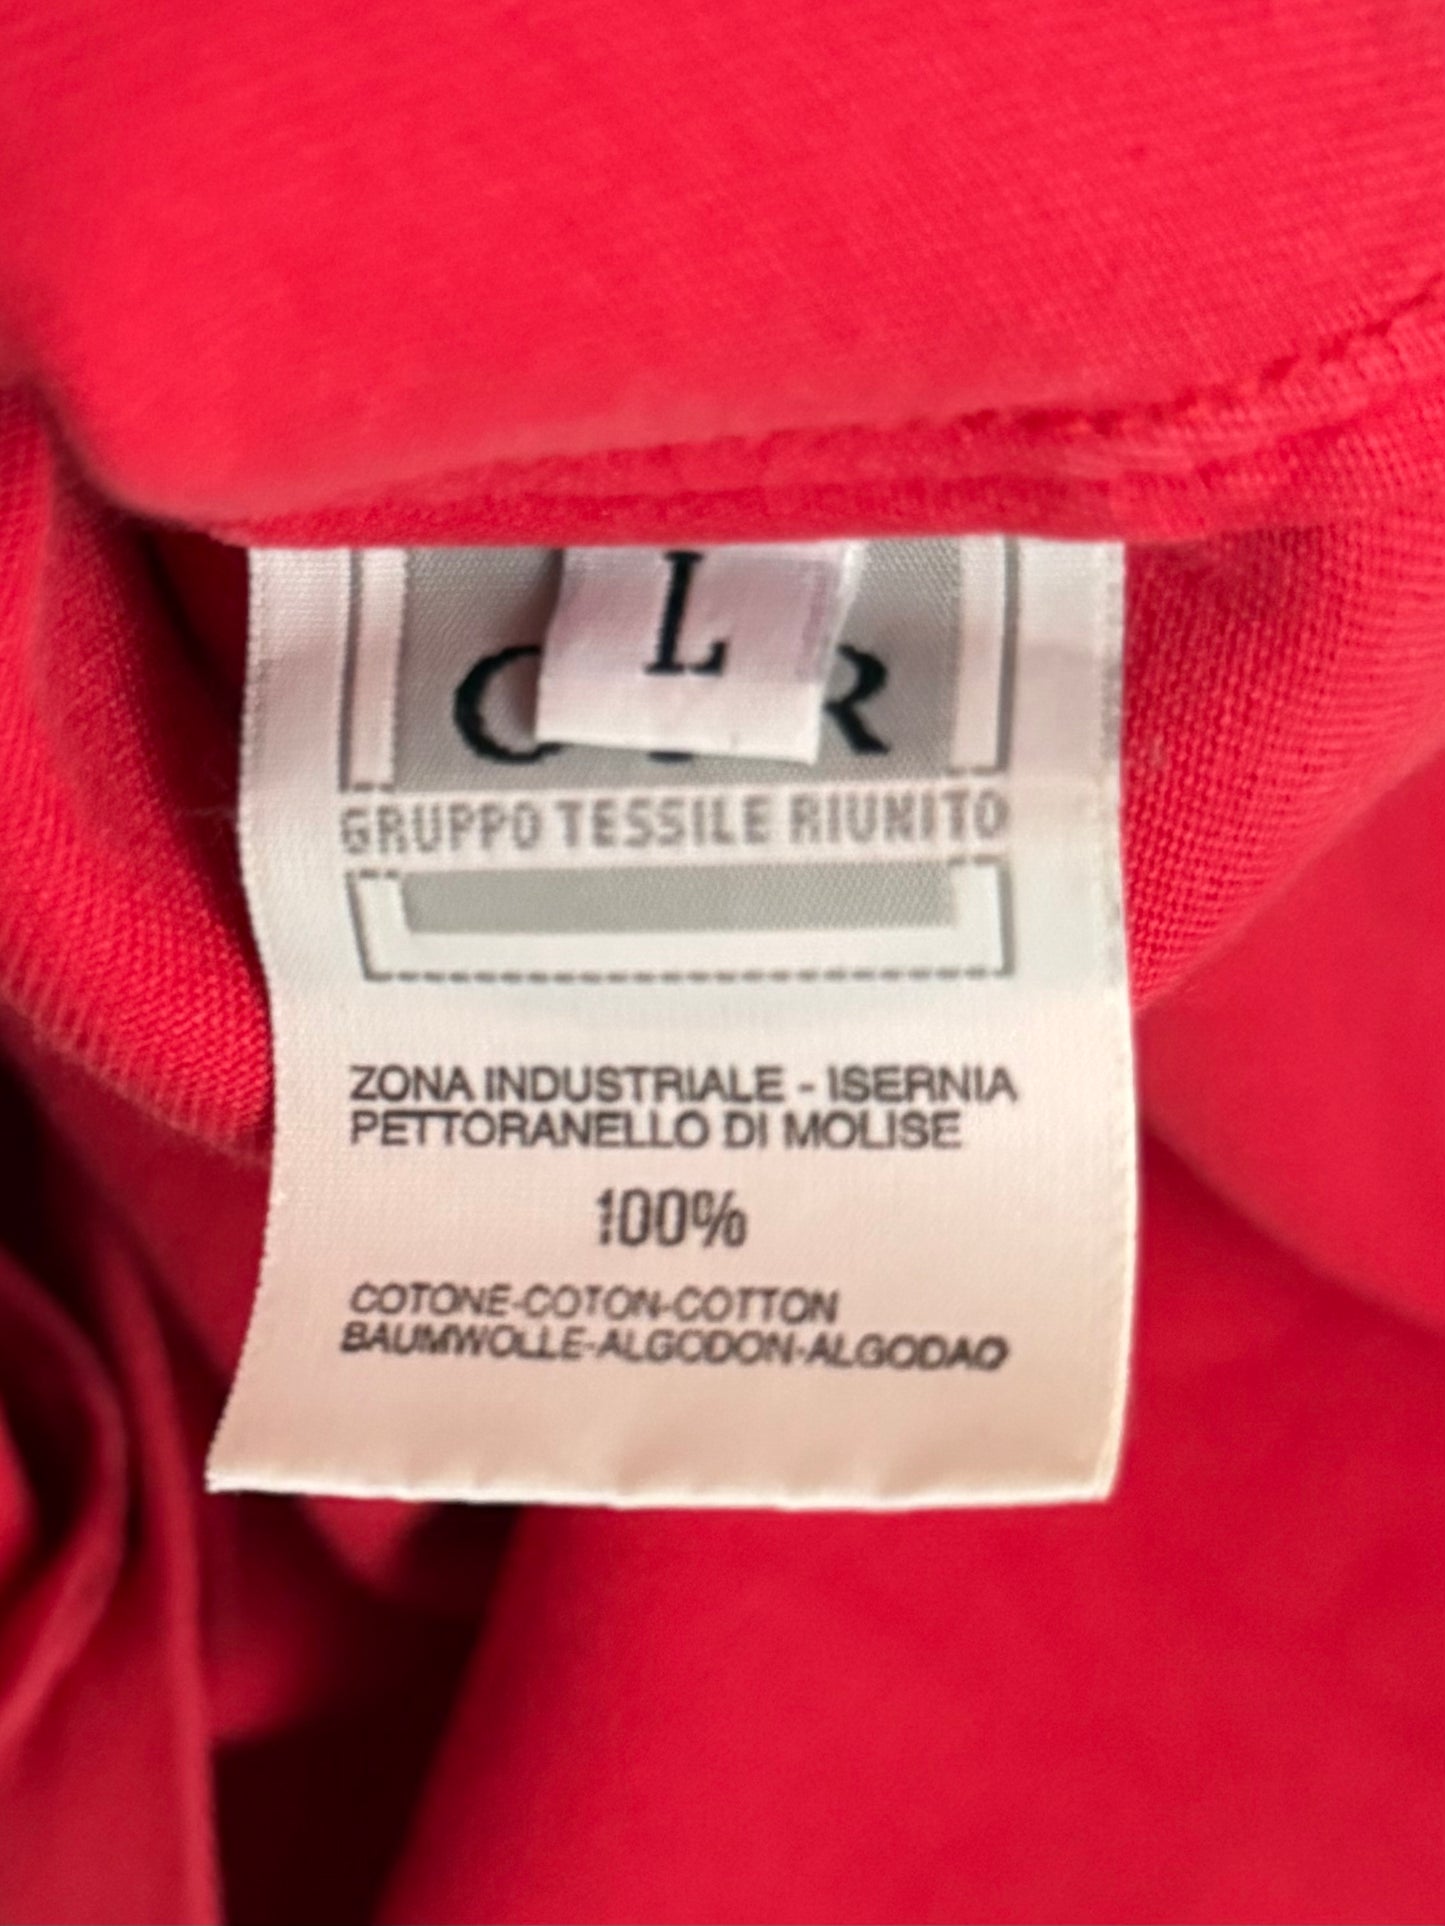 L
GRUPPO TESSILE RIUNITO
ZONA INDUSTRIALE - ISERNIA
PETTORANELLO DI MOLISE
100%
COTONE-COTON-COTTON
BAUMWOLLE-ALGODON-ALGODAO